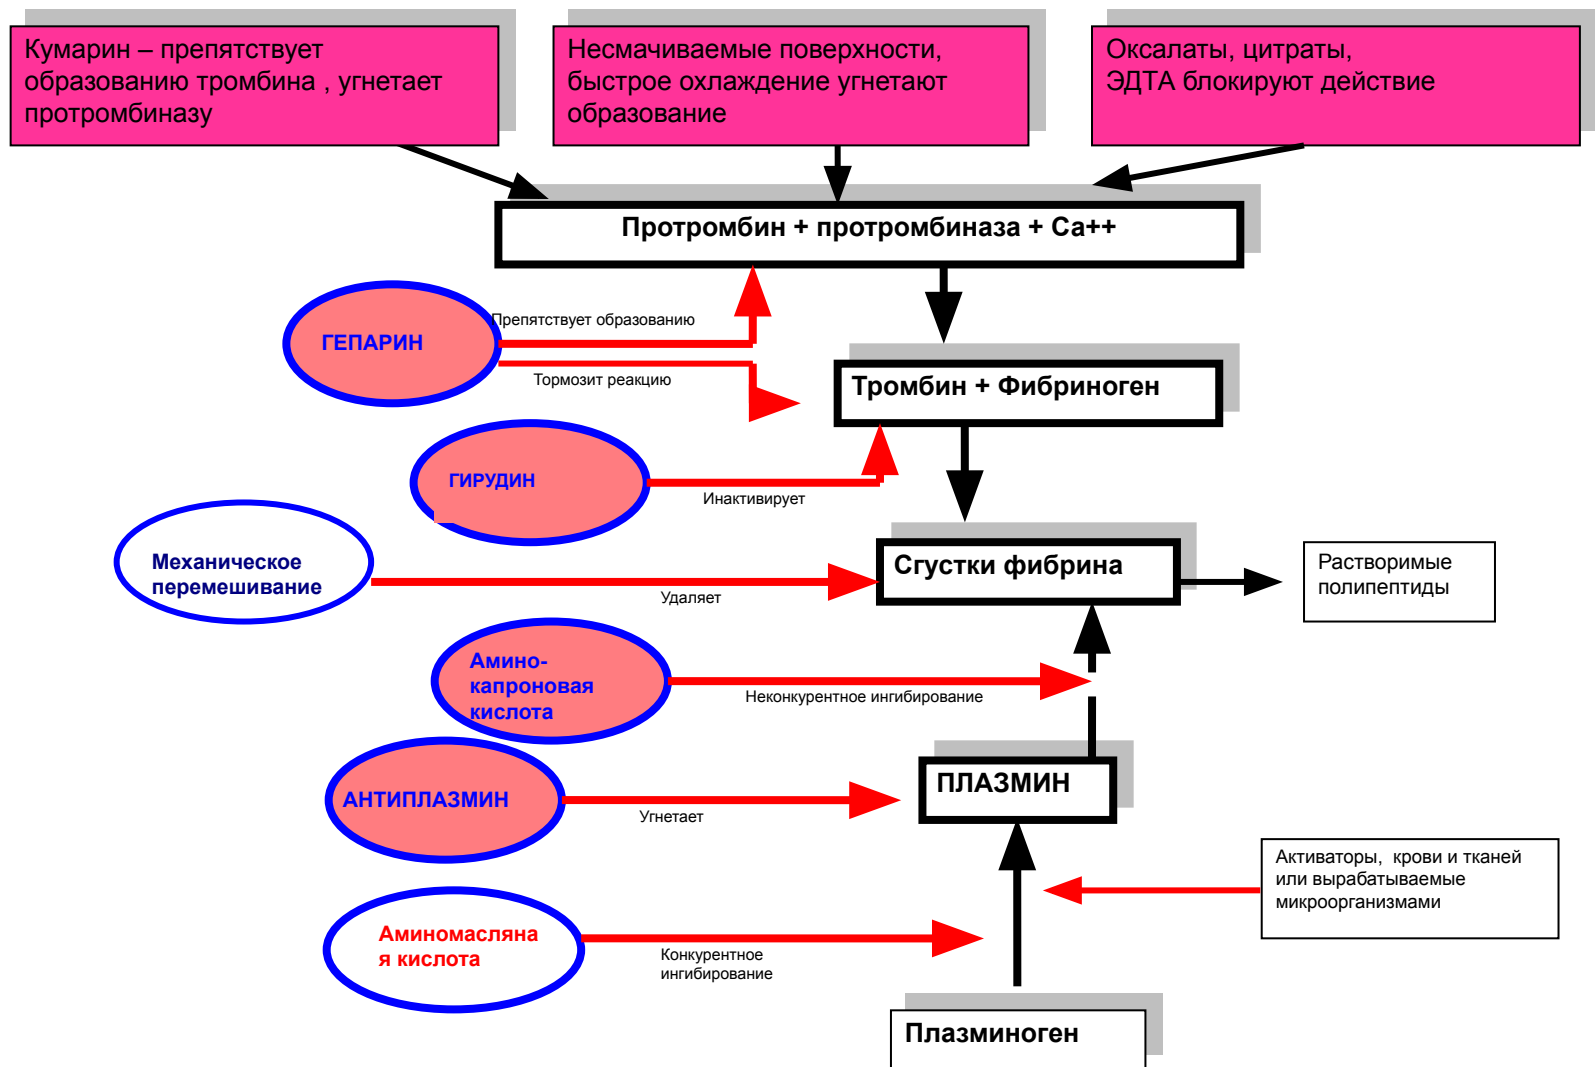 Кумарин – препятствует
образованию тромбина , угнетает
протромбиназу
Несмачиваемые поверхности,
быстрое охлаждение угнетают
образование
Оксалаты, цитраты,
ЭДТА блокируют действие
Протромбин + протромбиназа + Са++
ГЕПАРИН
Препятствует образованию
Тормозит реакцию
Тромбин + Фибриноген
ГИРУДИН
Инактивирует
Механическое
перемешивание
Удаляет
Сгустки фибрина
Растворимые
полипептиды
Амино-
капроновая
кислота
Неконкурентное ингибирование
АНТИПЛАЗМИН
Угнетает
ПЛАЗМИН
Активаторы,  крови и тканей
или вырабатываемые
микроорганизмами
Аминомасляна
я кислота
Конкурентное
ингибирование
Плазминоген